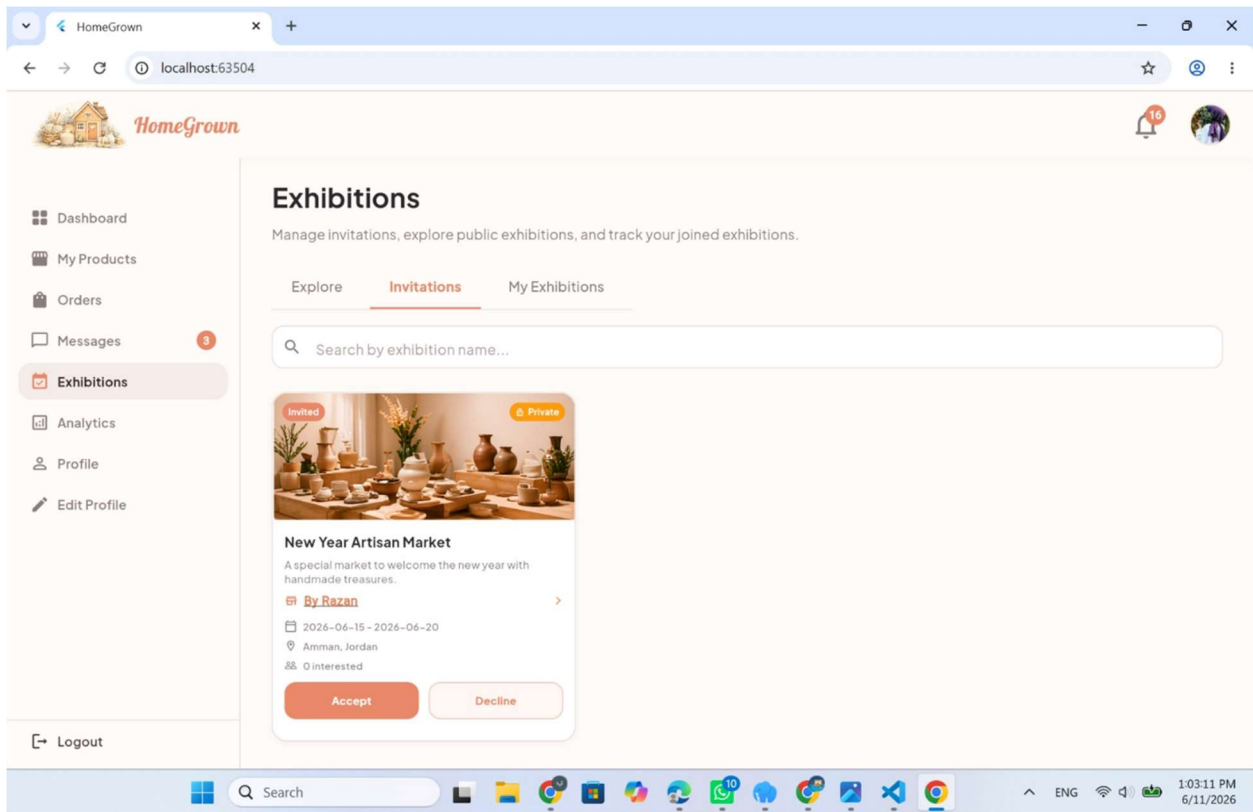 HomeGrown
localhost:63504
HomeGrown
16
Exhibitions
Manage invitations, explore public exhibitions, and track your joined exhibitions.
Dashboard
My Products
Orders
Messages
3
Exhibitions
Analytics
Profile
Edit Profile
Logout
Explore
Invitations
My Exhibitions
Search by exhibition name...
Invited
Private
New Year Artisan Market
A special market to welcome the new year with
handmade treasures.
By Razan
2026-06-15 - 2026-06-20
Amman, Jordan
0 interested
Accept
Decline
Search
10
ENG
1:03:11 PM
6/11/2026